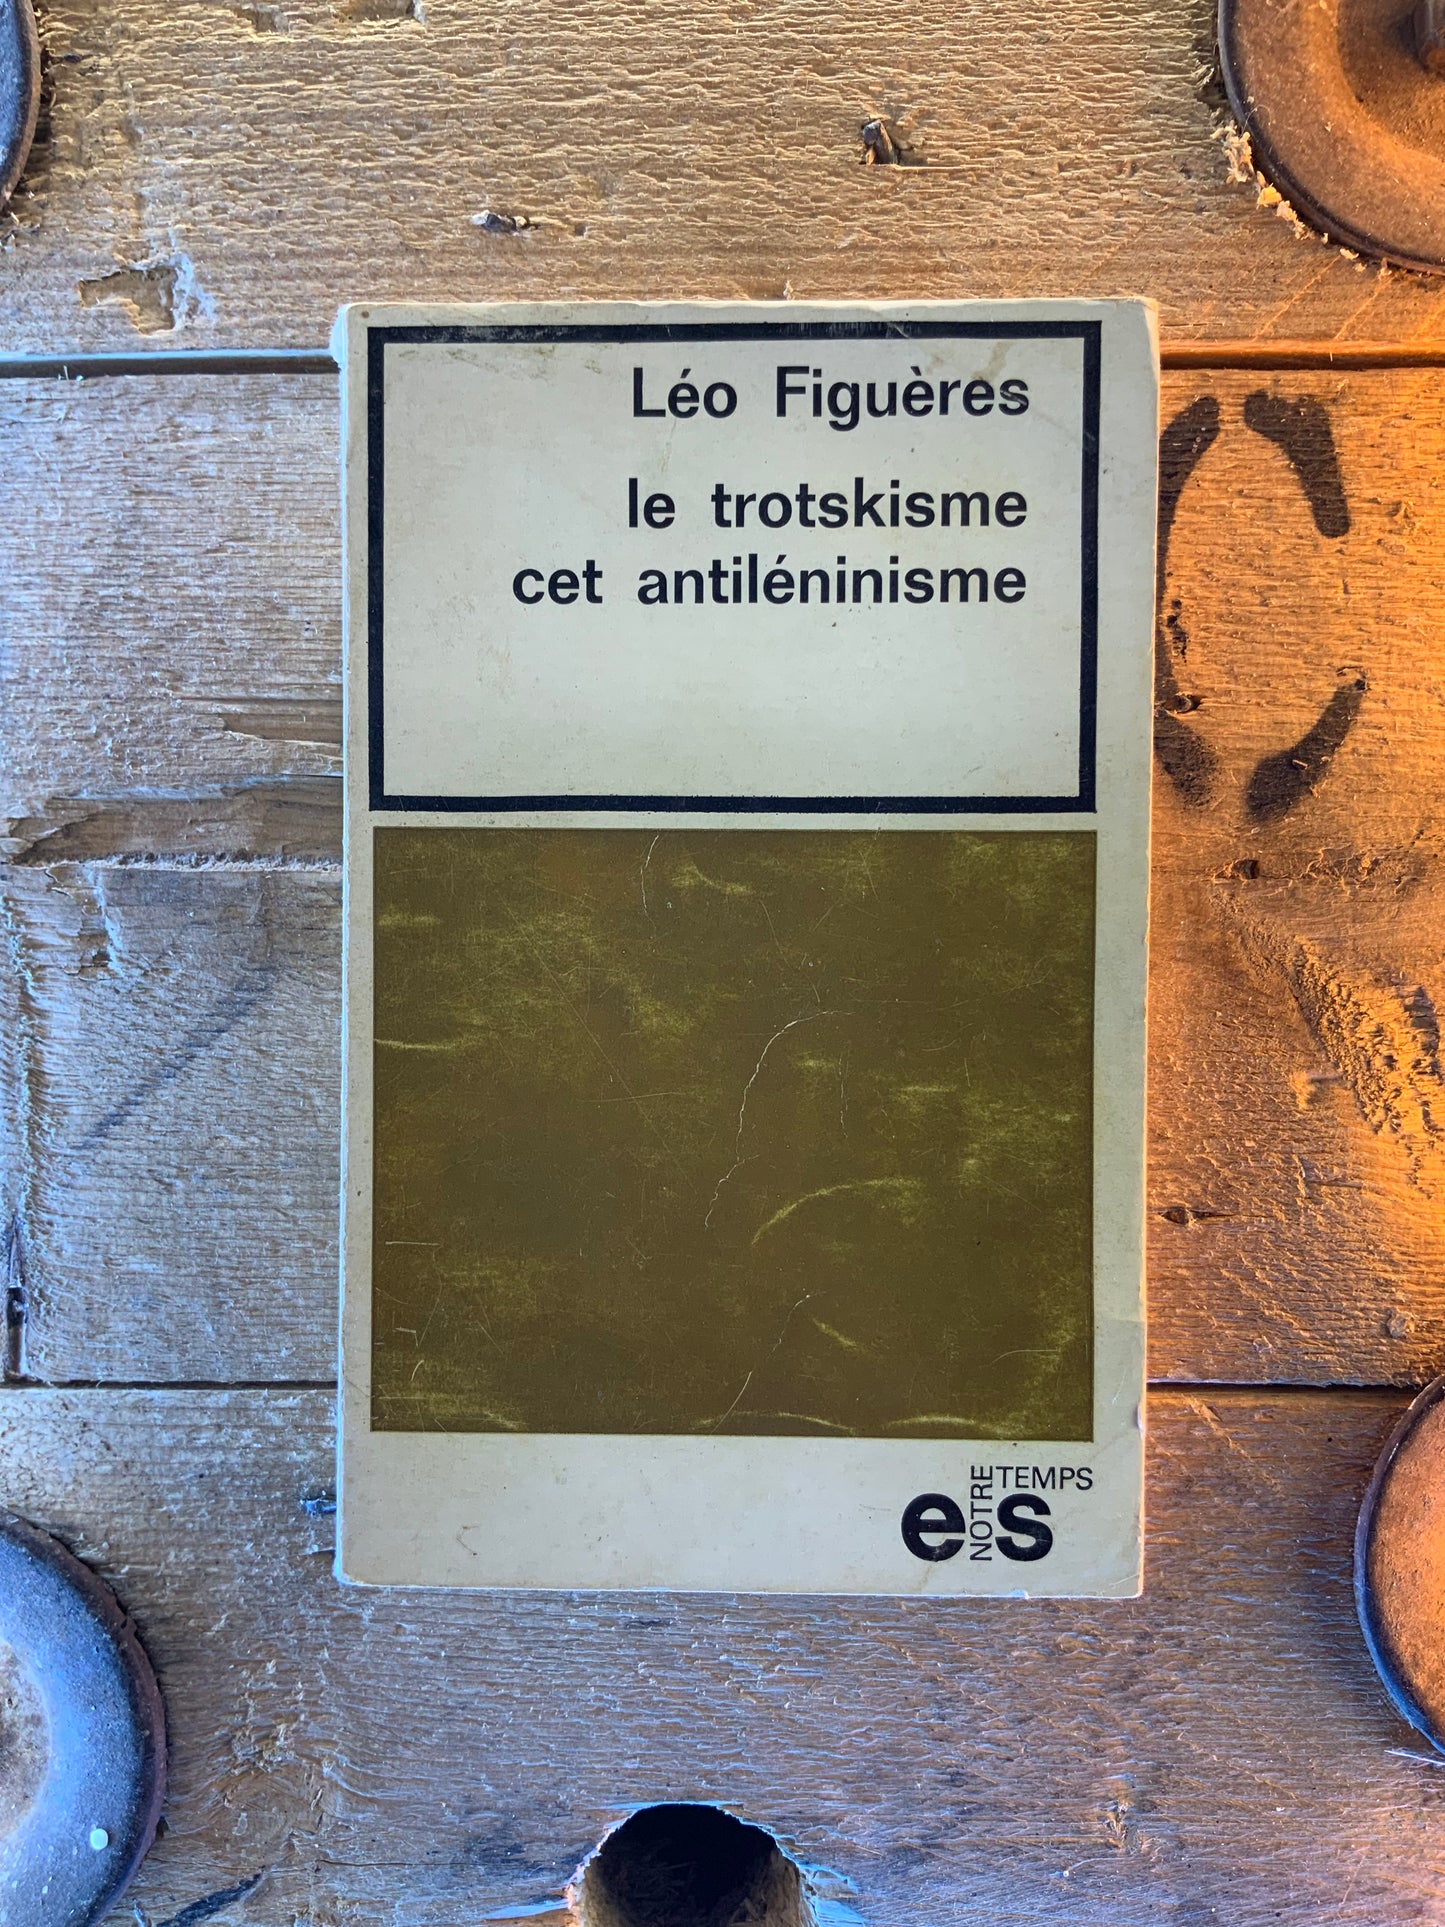 Léo Figuères
le trotskisme
cet antiléninisme
NOTRE TEMPS
es